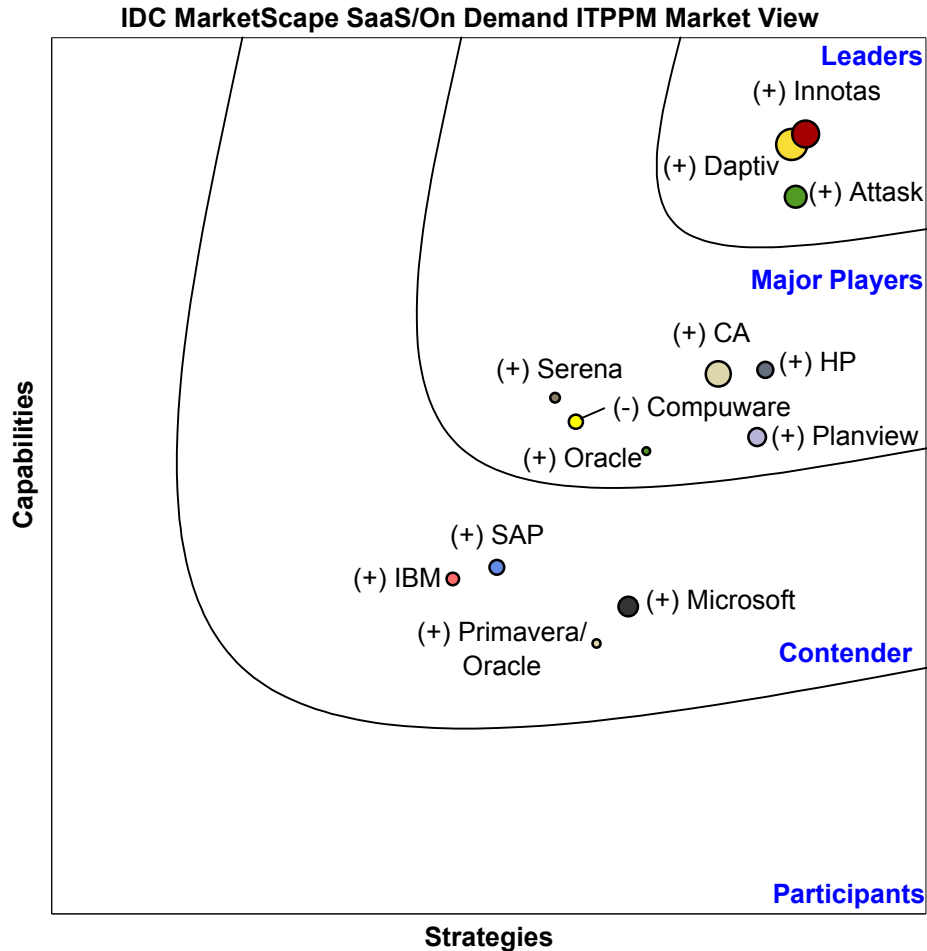 IDC MarketScape SaaS/On Demand ITPPM Market View
Leaders
(+) Innotas
(+) Daptiv
(+) Attask
Major Players
(+) CA
(+) HP
(+) Serena
(-) Compuware
(+) Planview
(+) Oracle
Capabilities
(+) SAP
(+) IBM
(+) Microsoft
(+) Primavera/
Oracle
Contender
Participants
Strategies